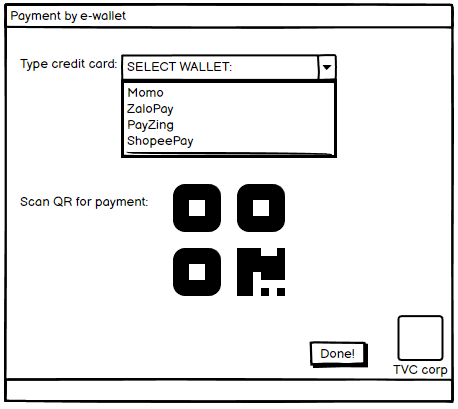 Payment by e-wallet
Type credit card: SELECT WALLET:
Momo
ZaloPay
PayZing
ShopeePay
Scan QR for payment:
Done!
TVC corp